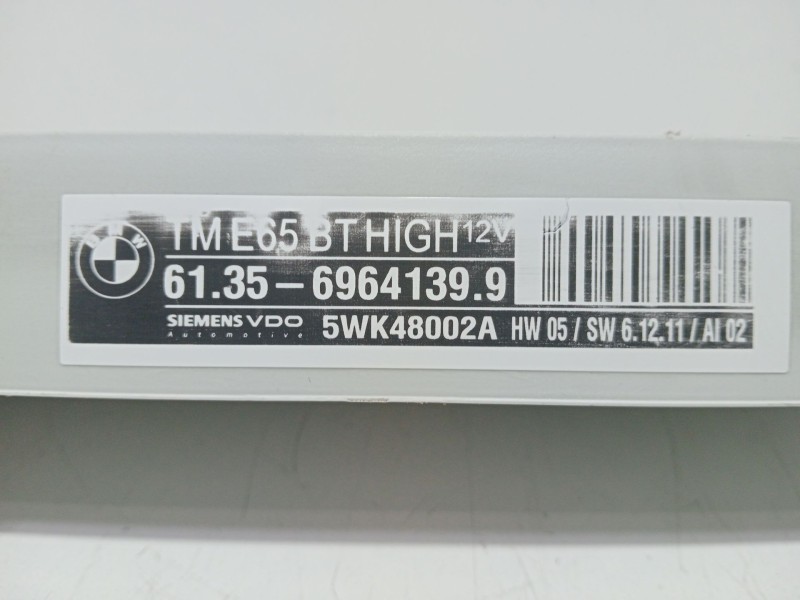 BMW
TM E65 BT HIGH 12V
61.35 – 6964139.9
SIEMENS VDO
Automotive
5WK48002A HW 05 / SW 6.12.11 / AI 02